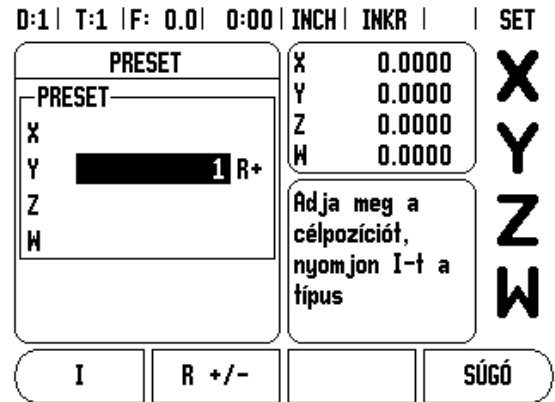 D:1 | T:1 | F: 0.0 | 0:00 | INCH | INKR | | SET
PRESET
PRESET
X
Y 1 R+
Z
W
X 0.0000
Y 0.0000
Z 0.0000
W 0.0000
Adja meg a
célpozíciót,
nyomjon I-t a
típus
X
Y
Z
W
I
R +/-
SÚGÓ